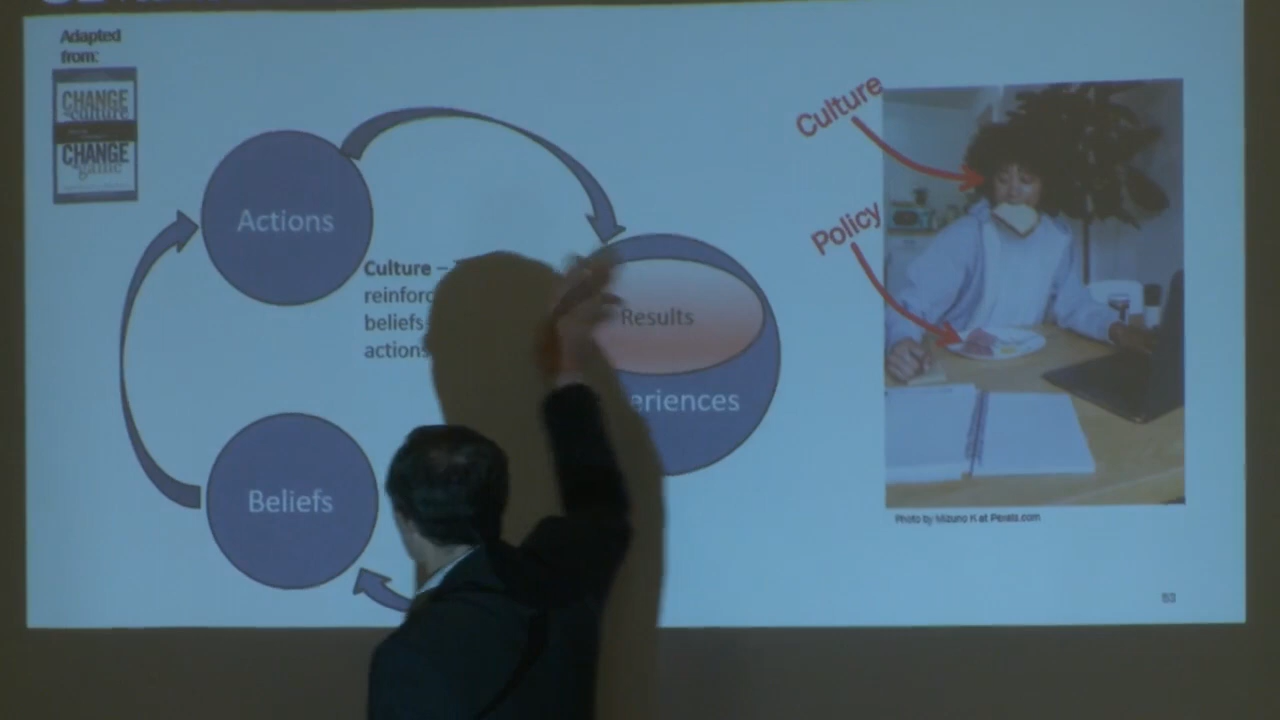 Adapted
from:
CHANGE
the culture
CHANGE
the game
Actions
Culture –
reinforc
beliefs
actions
Results
eriences
Beliefs
Culture
Policy
Photo by Mizuno K at Pexels.com
53